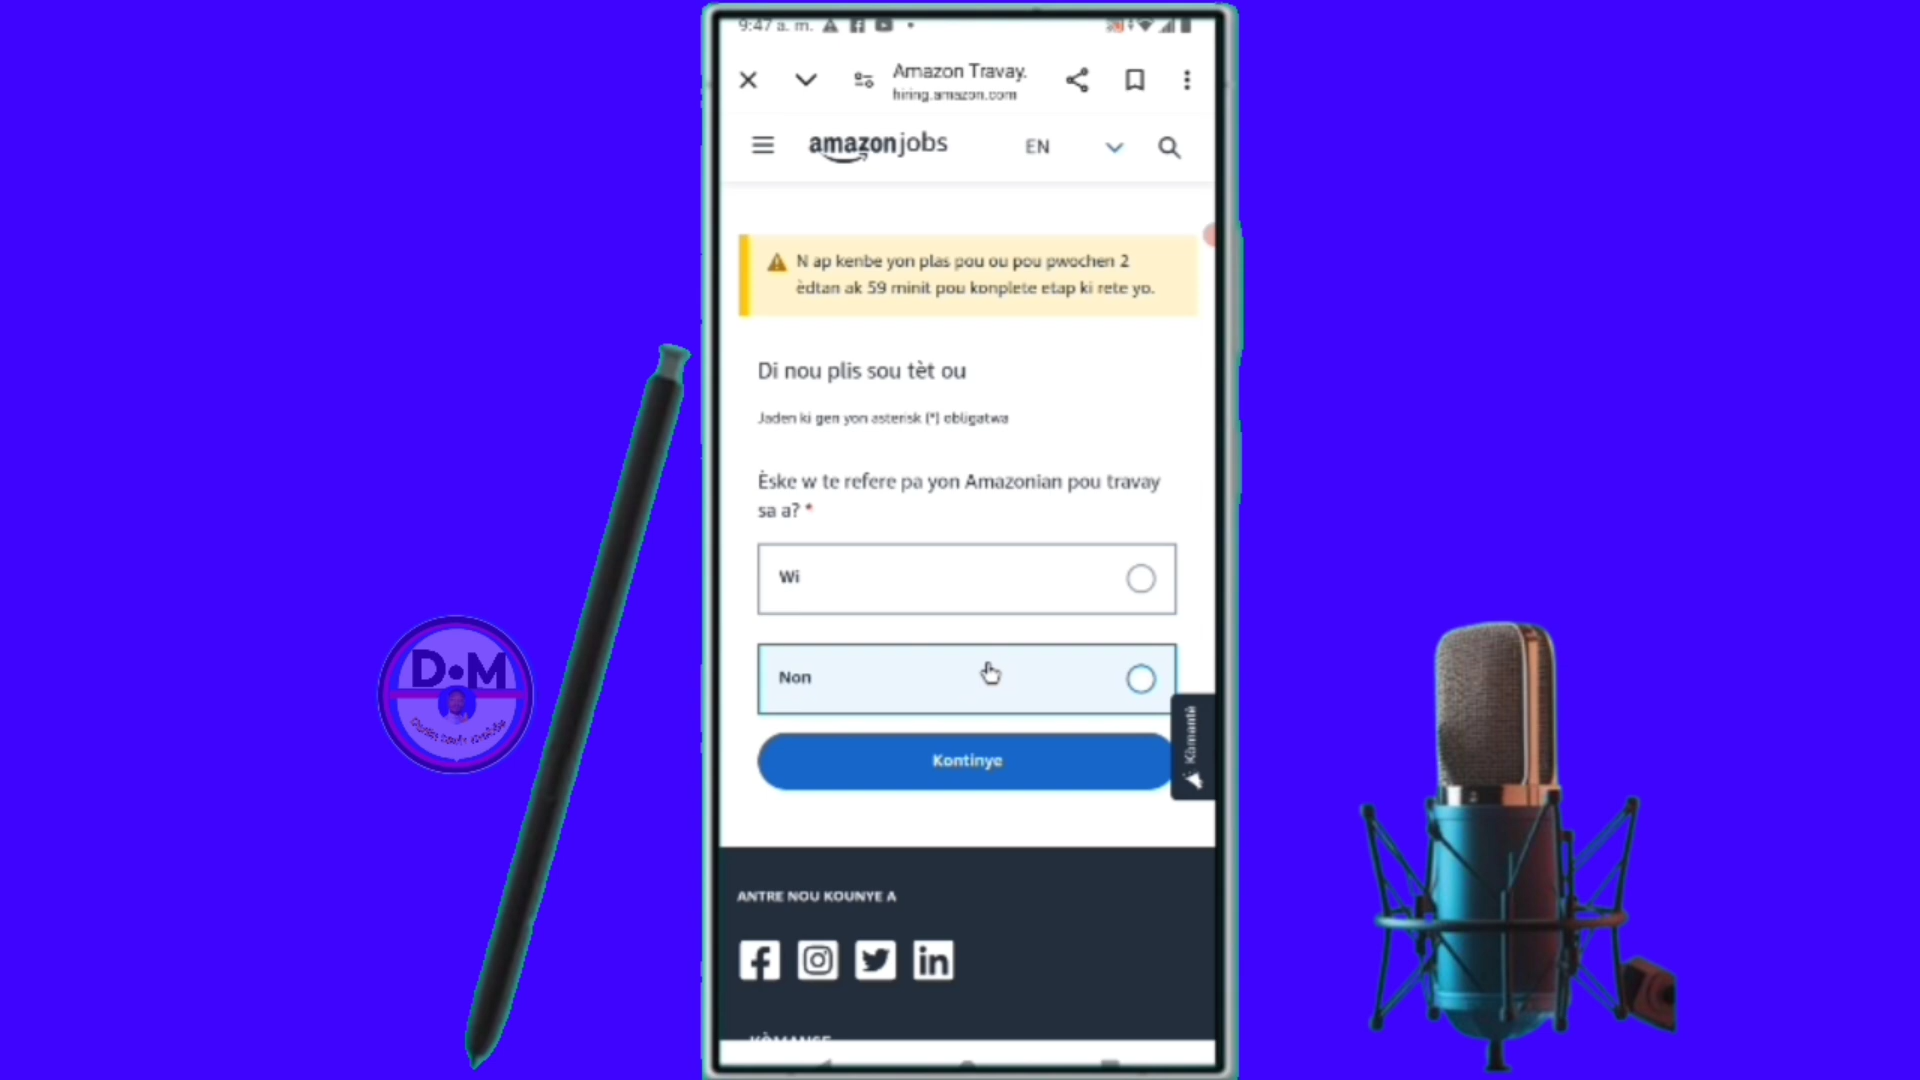 9:47 a. m.
Amazon Travay.
hiring.amazon.com
amazonjobs
EN
N ap kenbe yon plas pou ou pou pwochen 2
èdtan ak 59 minit pou konplete etap ki rete yo.
Di nou plis sou tèt ou
Jaden ki gen yon asterisk (*) obligatwa
Èske w te refere pa yon Amazonian pou travay
sa a? *
Wi
Non
Kontinye
Kòmantè
D•M
ANTRE NOU KOUNYE A
KÒMANSE